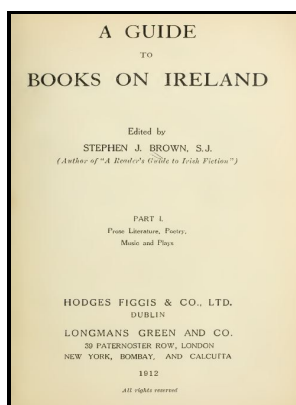 A GUIDE
TO
BOOKS ON IRELAND
Edited by
STEPHEN J. BROWN, S.J.
(Author of "A Reader's Guide to Irish Fiction")
PART I.
Prose Literature, Poetry,
Music and Plays
HODGES FIGGIS & CO., LTD.
DUBLIN
LONGMANS GREEN AND CO.
39 PATERNOSTER ROW, LONDON
NEW YORK, BOMBAY, AND CALCUTTA
1912
All rights reserved